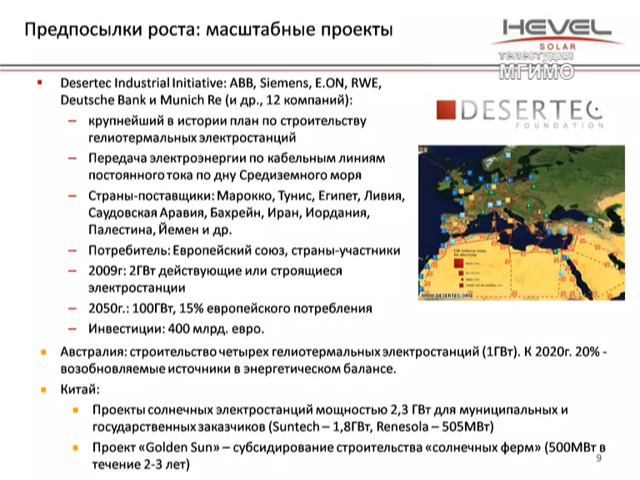 Предпосылки роста: масштабные проекты
HEVEL
SOLAR
телестудия
МГИМО
Desertec Industrial Initiative: ABB, Siemens, E.ON, RWE,
Deutsche Bank и Munich Re (и др., 12 компаний):
– крупнейший в истории план по строительству
гелиотермальных электростанций
– Передача электроэнергии по кабельным линиям
постоянного тока по дну Средиземного моря
– Страны-поставщики: Марокко, Тунис, Египет, Ливия,
Саудовская Аравия, Бахрейн, Иран, Иордания,
Палестина, Йемен и др.
– Потребитель: Европейский союз, страны-участники
– 2009г: 2ГВт действующие или строящиеся
электростанции
– 2050г.: 100ГВт, 15% европейского потребления
– Инвестиции: 400 млрд. евро.
DESERTEC
FOUNDATION
WWW.DESERTEC.ORG
Австралия: строительство четырех гелиотермальных электростанций (1ГВт). К 2020г. 20% -
возобновляемые источники в энергетическом балансе.
Китай:
Проекты солнечных электростанций мощностью 2,3 ГВт для муниципальных и
государственных заказчиков (Suntech – 1,8ГВт, Renesola – 505МВт)
Проект «Golden Sun» – субсидирование строительства «солнечных ферм» (500МВт в
течение 2-3 лет)
9